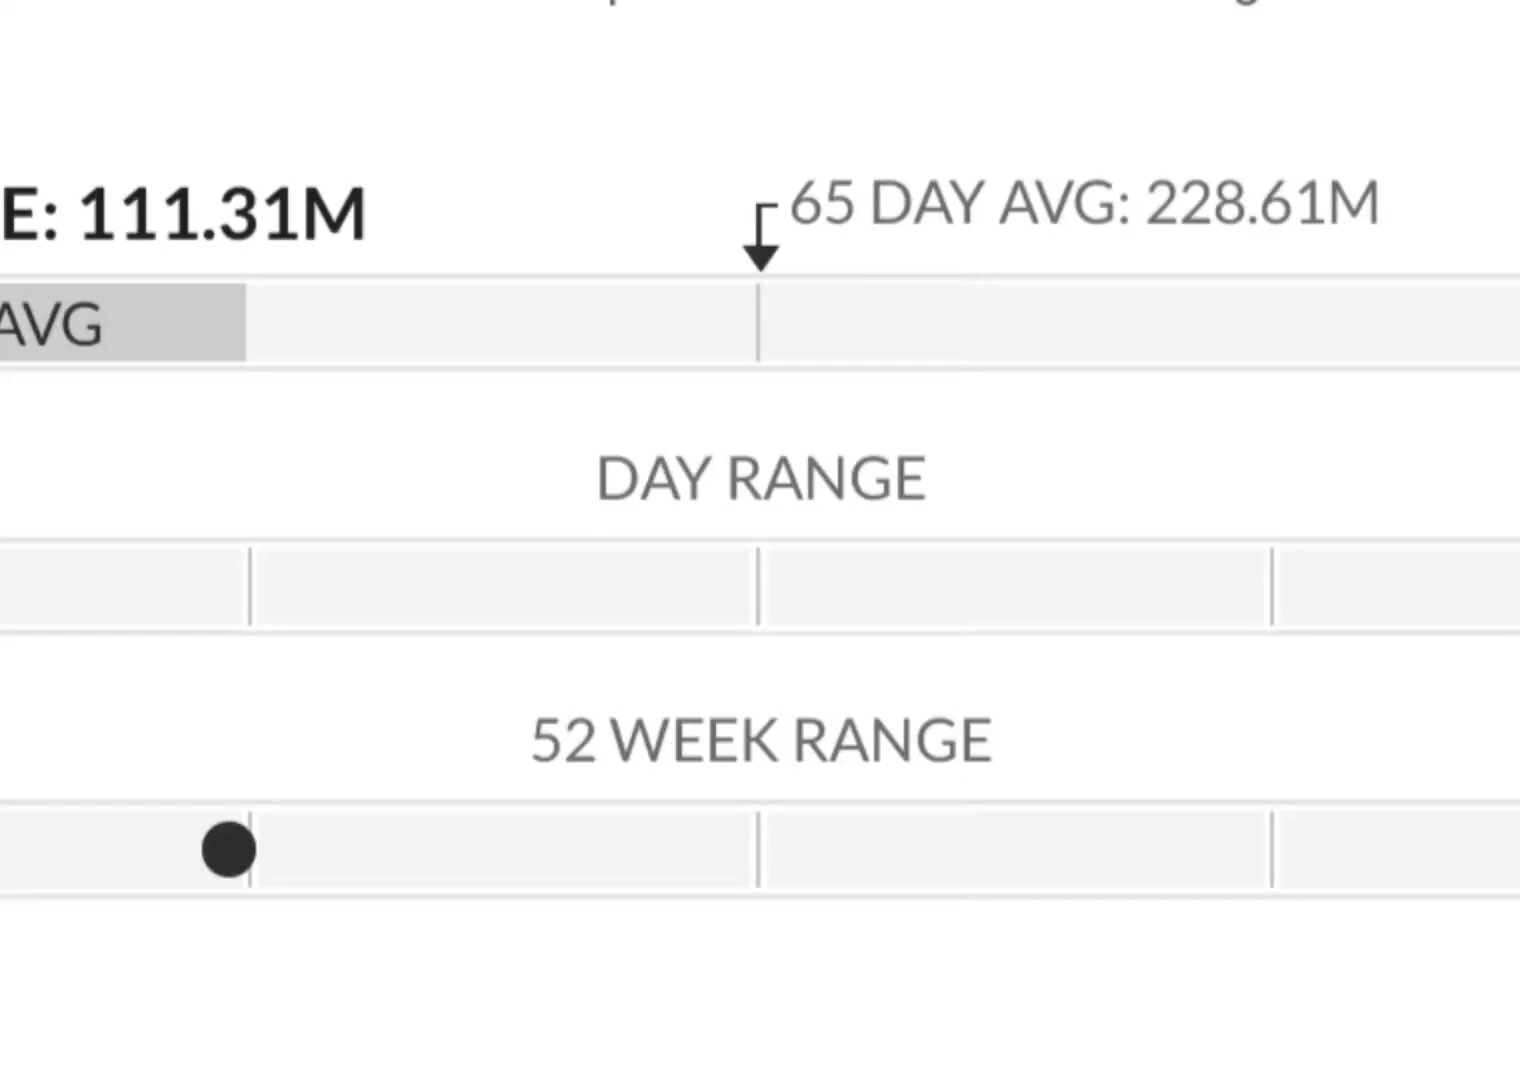 E: 111.31M
65 DAY AVG: 228.61M
AVG
DAY RANGE
52 WEEK RANGE